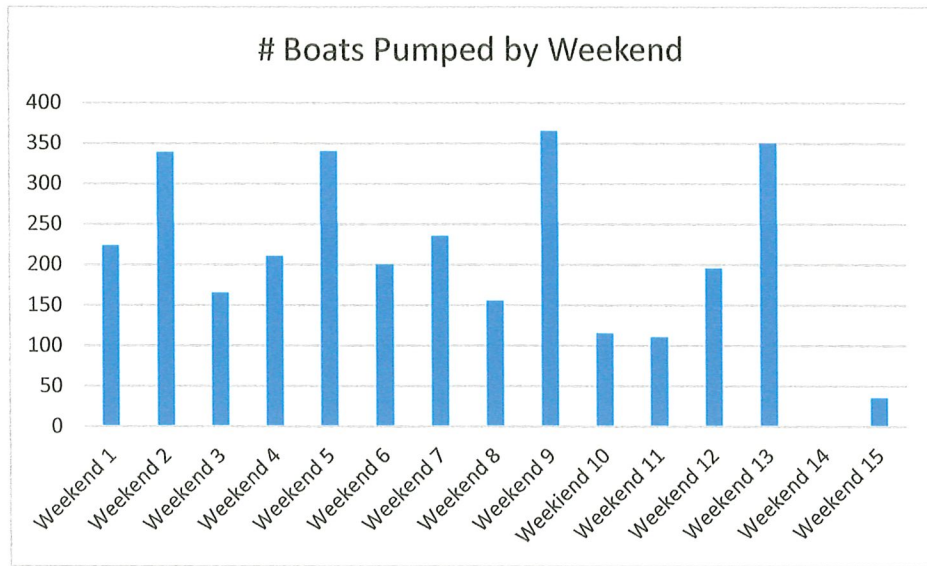 # Boats Pumped by Weekend
400
350
300
250
200
150
100
50
0
Weekend 1
Weekend 2
Weekend 3
Weekend 4
Weekend 5
Weekend 6
Weekend 7
Weekend 8
Weekend 9
Weekiend 10
Weekend 11
Weekend 12
Weekend 13
Weekend 14
Weekend 15